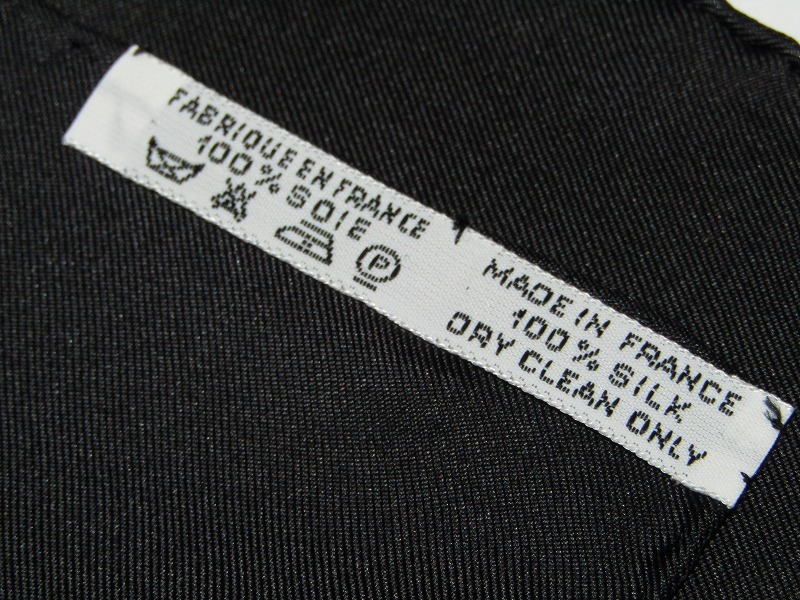 FABRIQUE EN FRANCE
100% SOIE
P
MADE IN FRANCE
100% SILK
DRY CLEAN ONLY